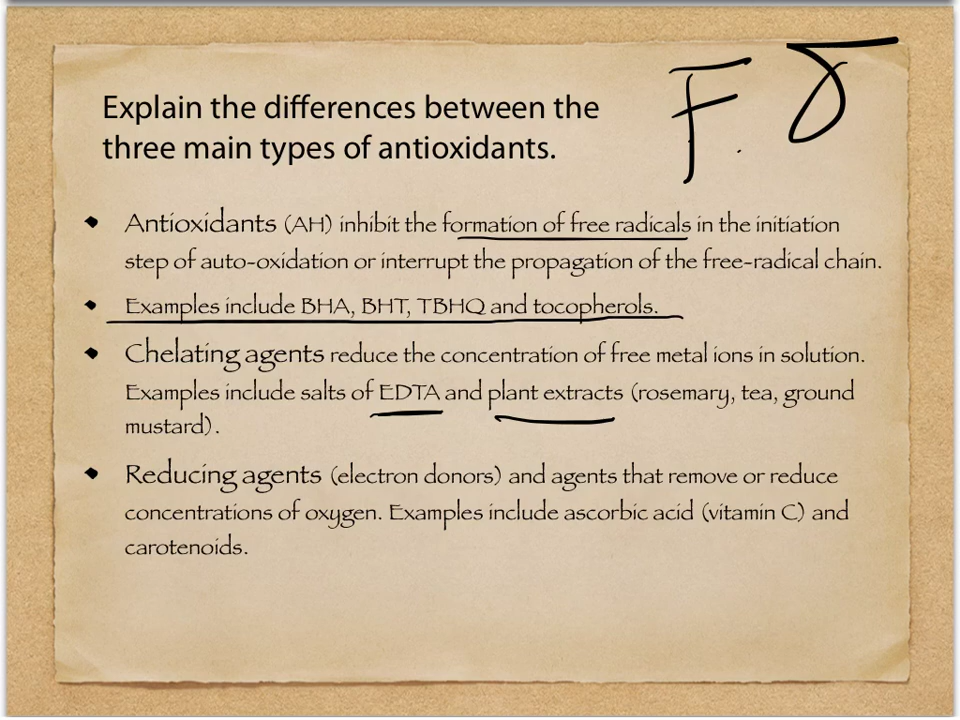 Explain the differences between the
three main types of antioxidants.
• Antioxidants (AH) inhibit the formation of free radicals in the initiation
step of auto-oxidation or interrupt the propagation of the free-radical chain.
• Examples include BHA, BHT, TBHQ and tocopherols.
• Chelating agents reduce the concentration of free metal ions in solution.
Examples include salts of EDTA and plant extracts (rosemary, tea, ground
mustard).
• Reducing agents (electron donors) and agents that remove or reduce
concentrations of oxygen. Examples include ascorbic acid (vitamin C) and
carotenoids.